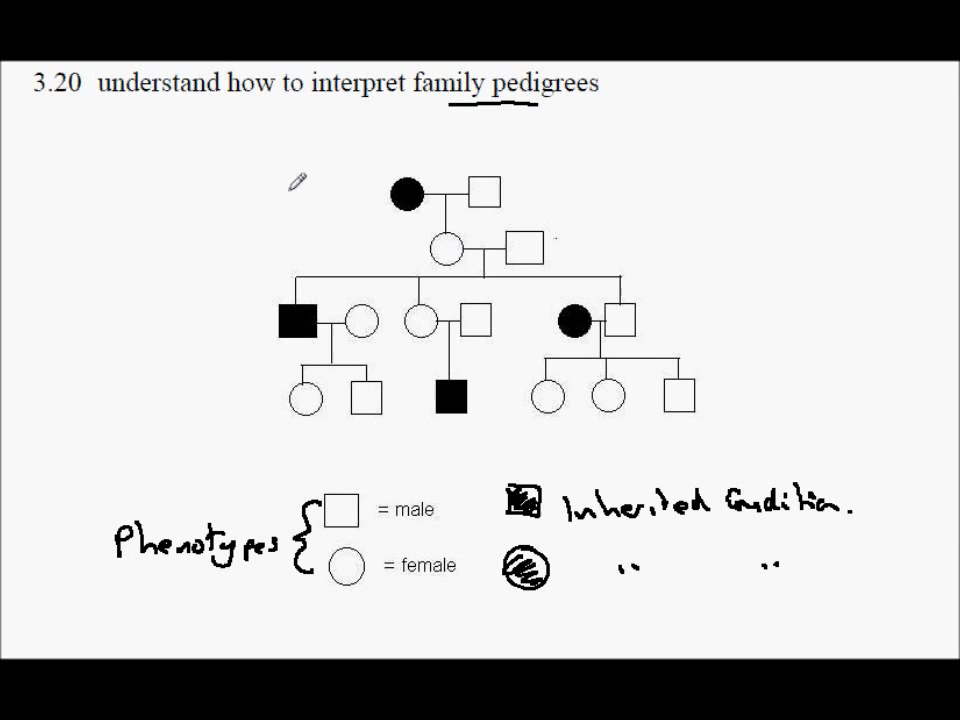 3.20 understand how to interpret family pedigrees
Phenotypes
= male
Inherited Condition.
= female
" "